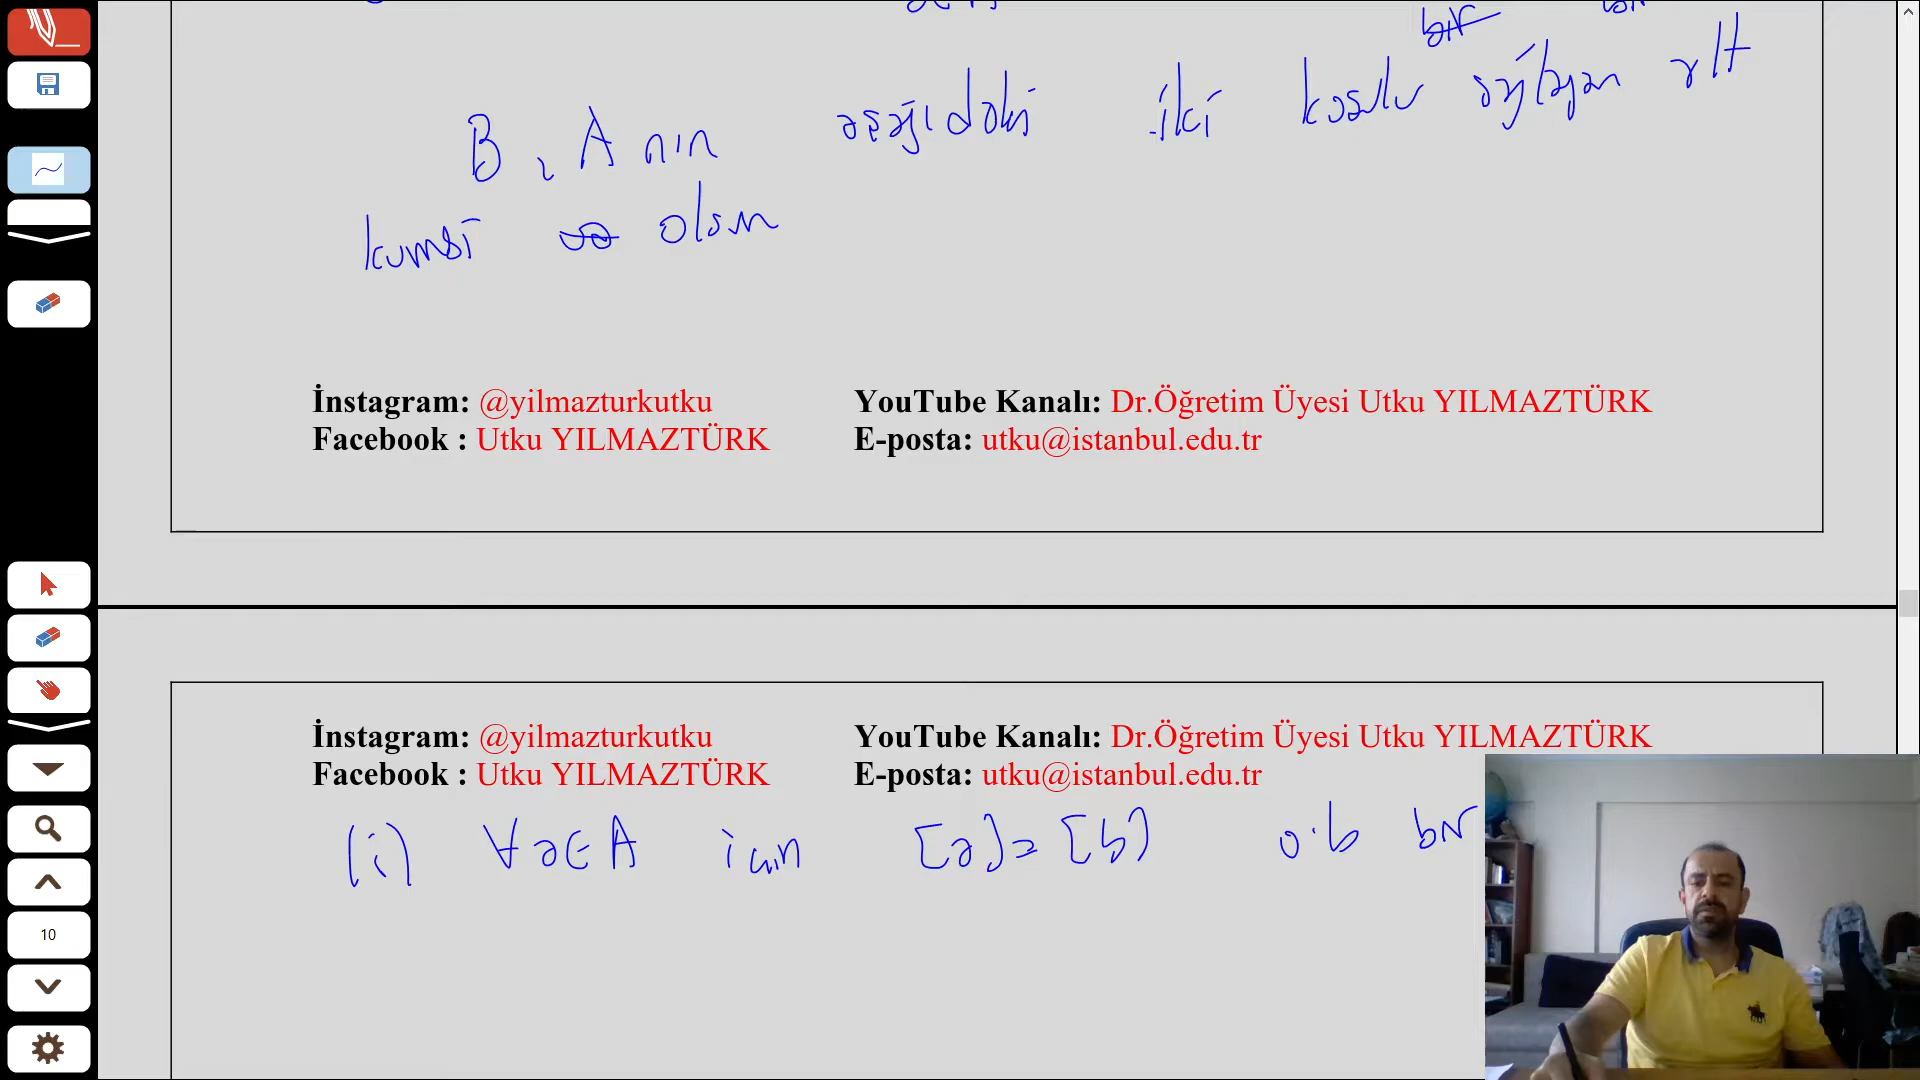 B, A nın aşağıdaki iki koşulu sağlayan alt
kümesi olsun
İnstagram: @yilmazturkutku YouTube Kanalı: Dr.Öğretim Üyesi Utku YILMAZTÜRK
Facebook : Utku YILMAZTÜRK E-posta: utku@istanbul.edu.tr
İnstagram: @yilmazturkutku YouTube Kanalı: Dr.Öğretim Üyesi Utku YILMAZTÜRK
Facebook : Utku YILMAZTÜRK E-posta: utku@istanbul.edu.tr
(i) ∀a∈A için [a]=[b] o.b bir
10